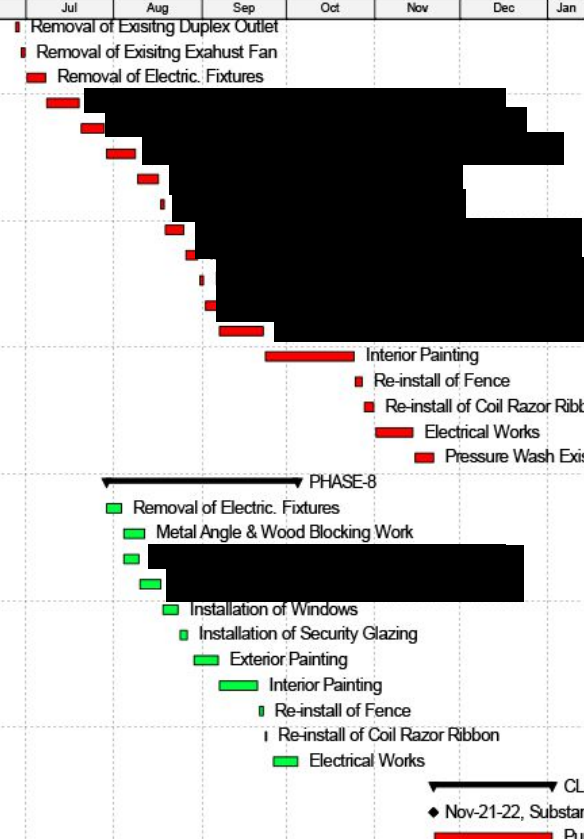 Jul Aug Sep Oct Nov Dec Jan
Removal of Exisitng Duplex Outlet
Removal of Exisitng Exahust Fan
Removal of Electric. Fixtures
Interior Painting
Re-install of Fence
Re-install of Coil Razor Ribb
Electrical Works
Pressure Wash Exis
PHASE-8
Removal of Electric. Fixtures
Metal Angle & Wood Blocking Work
Installation of Windows
Installation of Security Glazing
Exterior Painting
Interior Painting
Re-install of Fence
Re-install of Coil Razor Ribbon
Electrical Works
CL
Nov-21-22, Substan